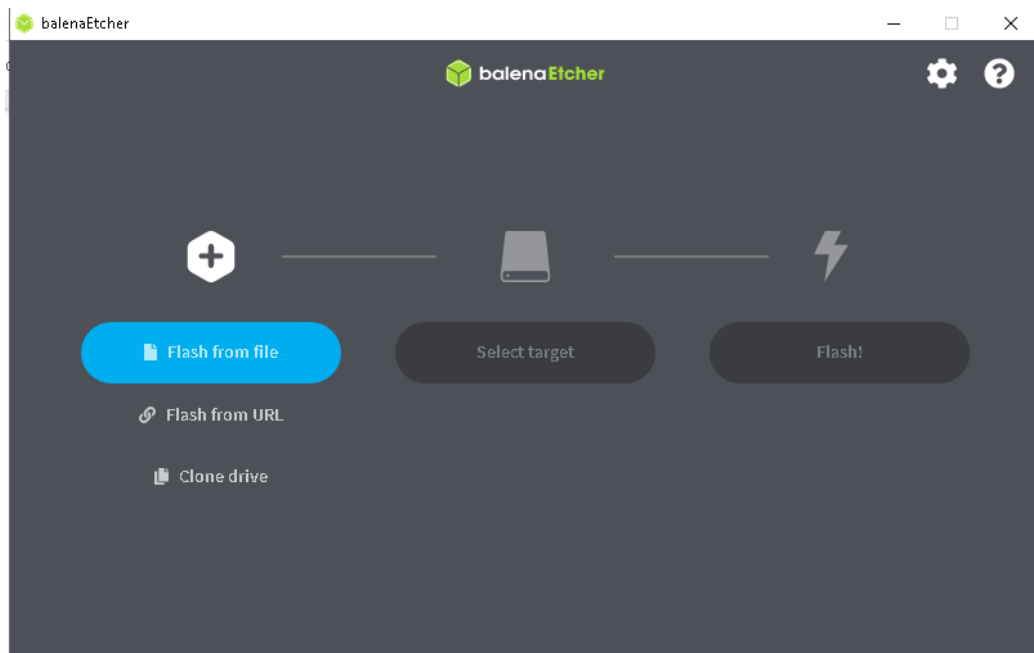 balenaEtcher
balenaEtcher
Flash from file
Select target
Flash!
Flash from URL
Clone drive